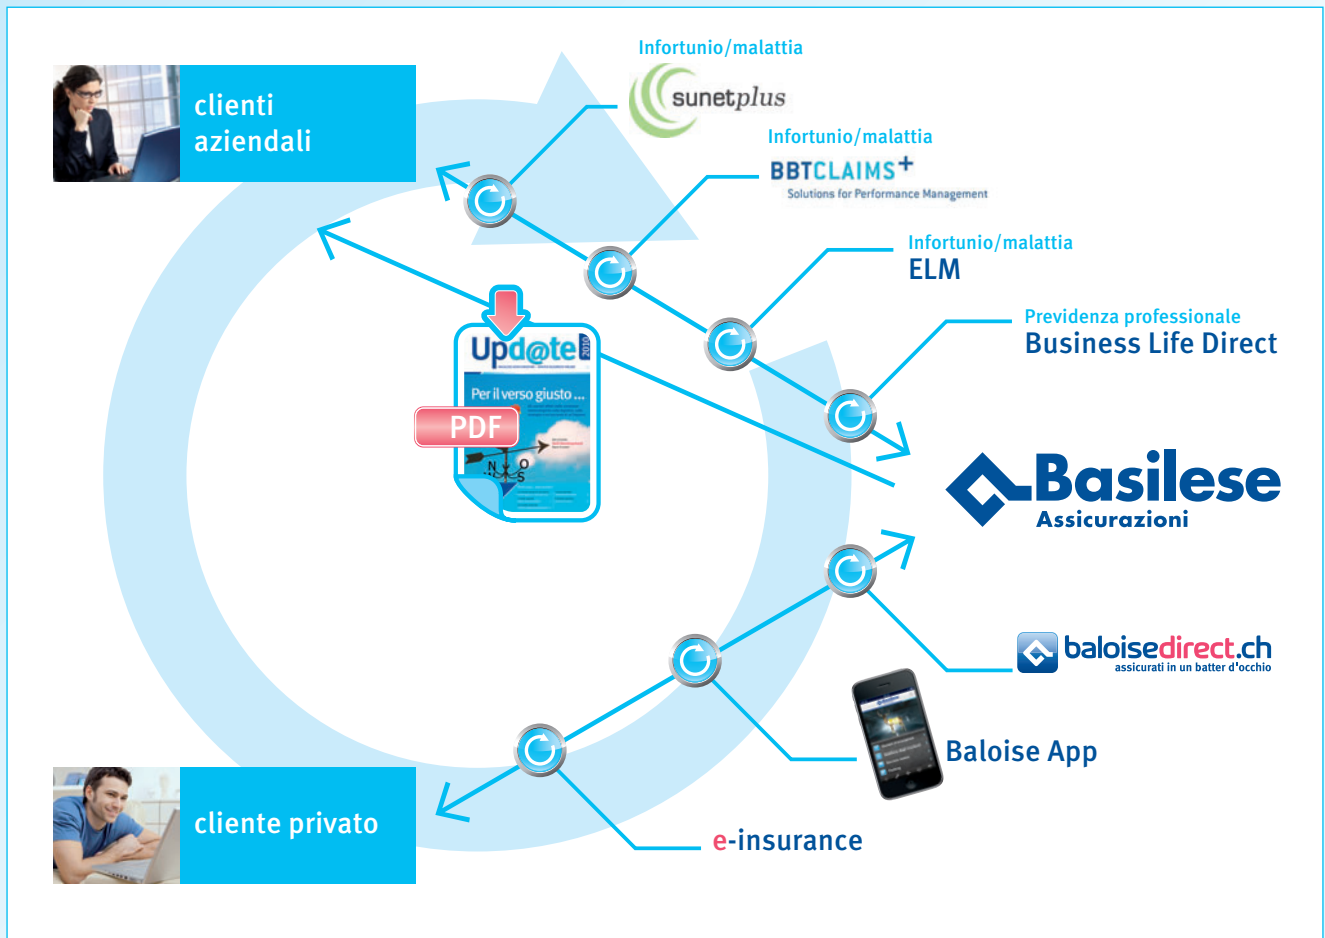 Infortunio/malattia
sunetplus
clienti
aziendali
Infortunio/malattia
BBTCLAIMS+
Solutions for Performance Management
Infortunio/malattia
ELM
Previdenza professionale
Business Life Direct
Upd@te
2010
Per il verso giusto ...
PDF
N
O
S
Basilese
Assicurazioni
baloisedirect.ch
assicurati in un batter d'occhio
Baloise App
cliente privato
e-insurance